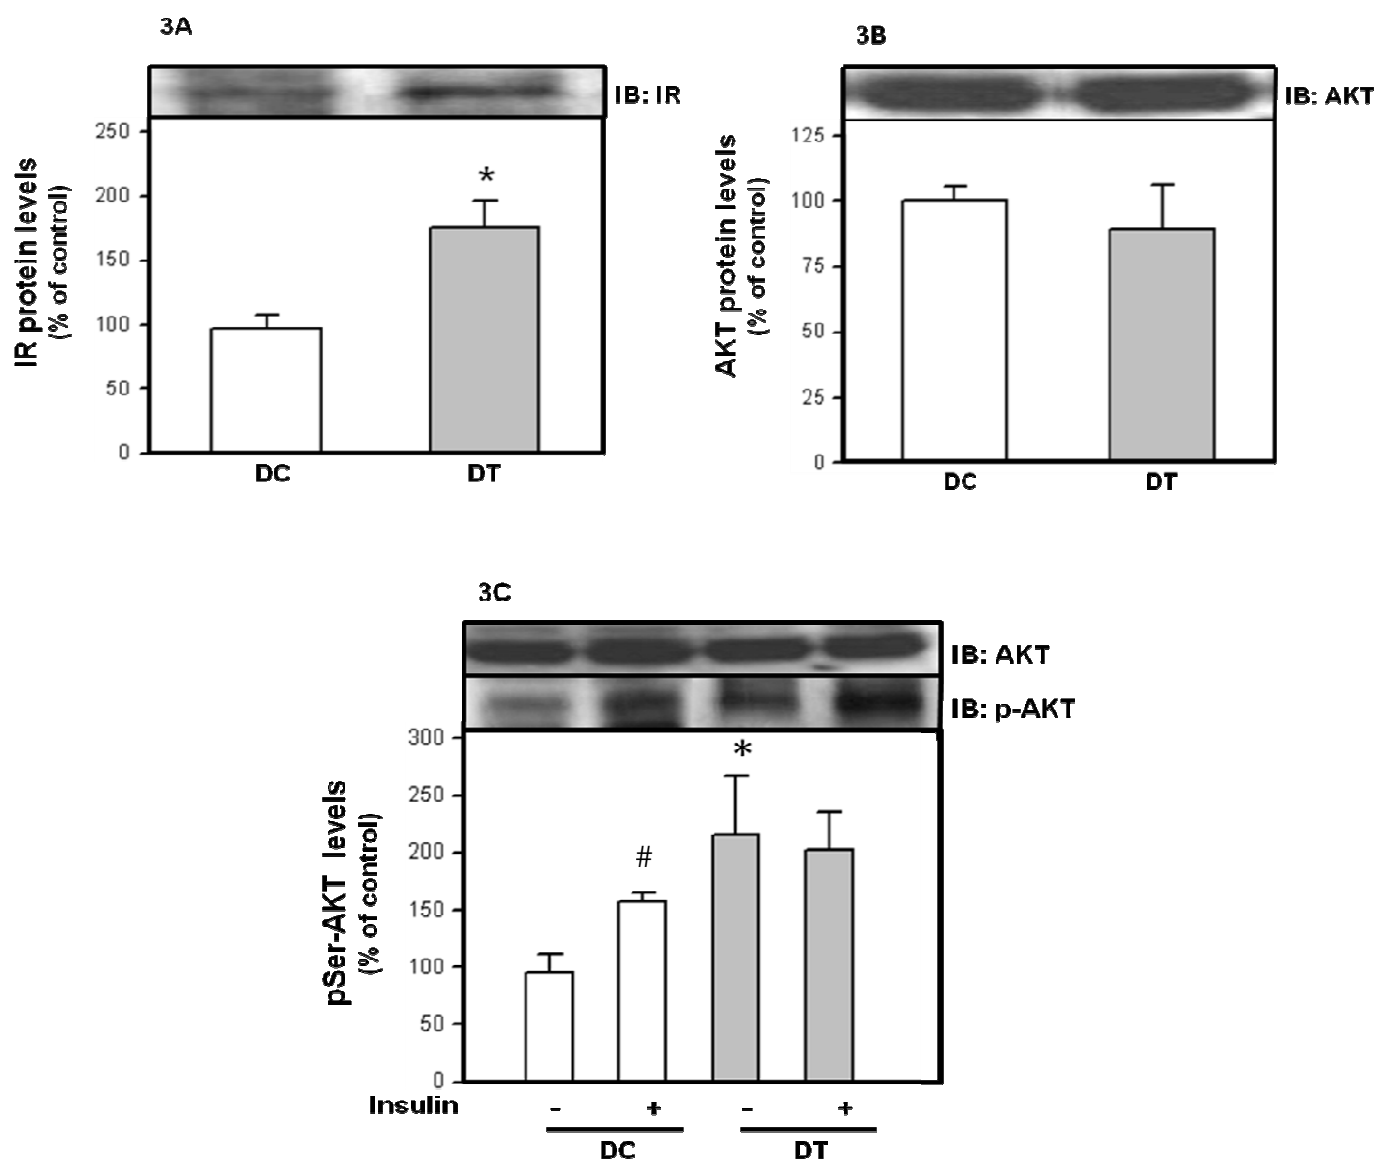 3A
IB: IR
250
200
150
100
50
0
IR protein levels
(% of control)
*
DC DT
3B
IB: AKT
125
100
75
50
25
0
AKT protein levels
(% of control)
DC DT
3C
IB: AKT
IB: p-AKT
300
250
200
150
100
50
0
pSer-AKT levels
(% of control)
#
*
Insulin - + - +
DC DT